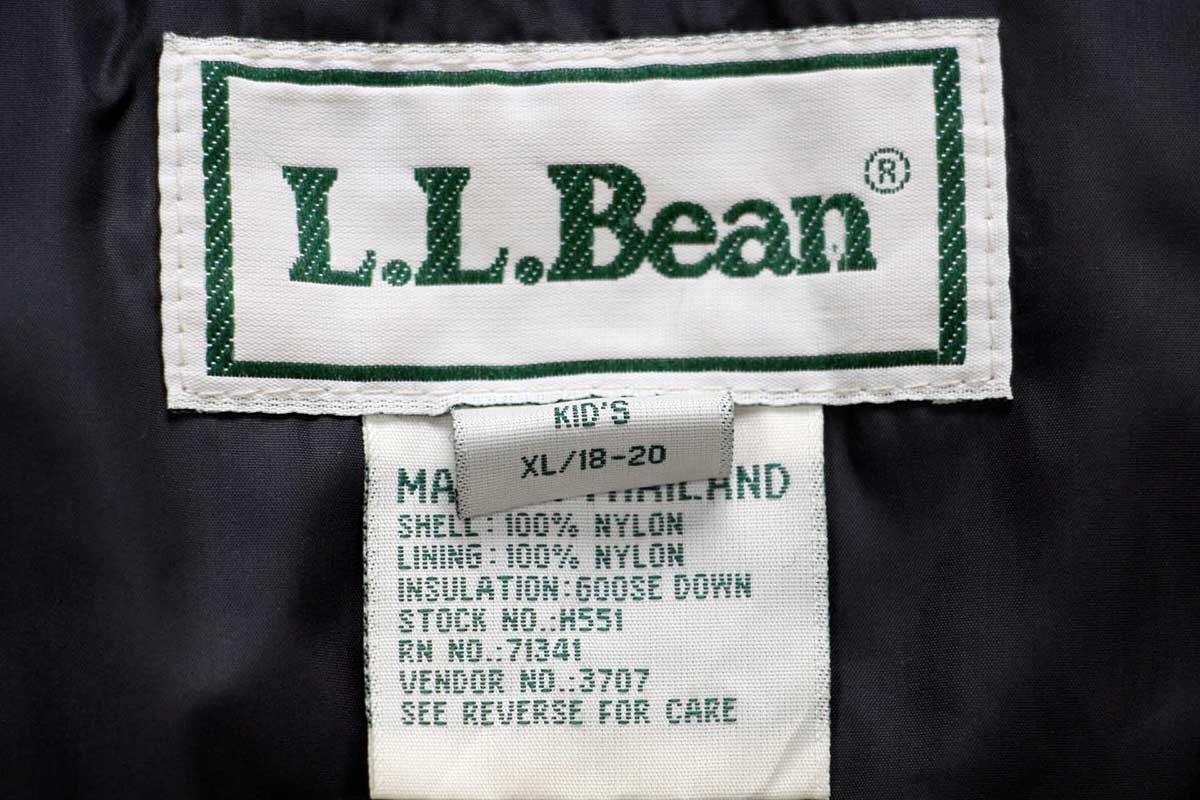 L.L.Bean®
KID'S
XL/18-20
THAILAND
SHELL: 100% NYLON
LINING: 100% NYLON
INSULATION: GOOSE DOWN
STOCK NO.:H551
RN NO.:71341
VENDOR NO.:3707
SEE REVERSE FOR CARE